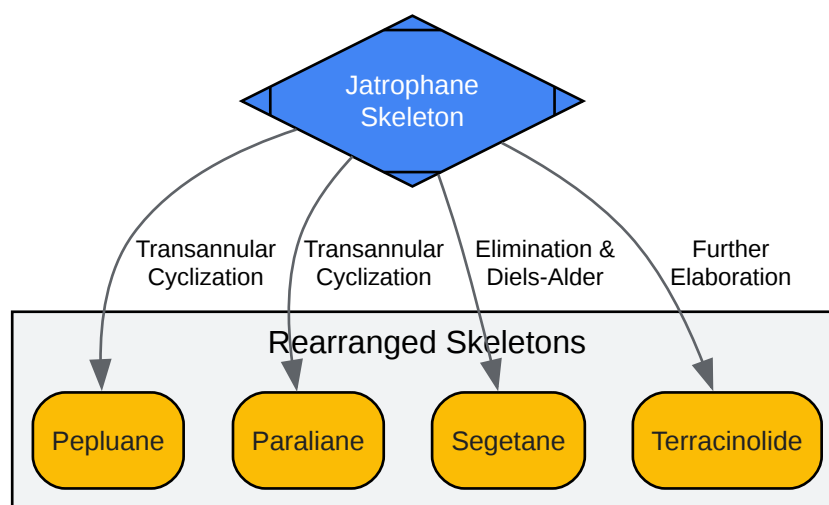 Jatrophane
Skeleton
Transannular
Cyclization
Transannular
Cyclization
Elimination &
Diels-Alder
Further
Elaboration
Rearranged Skeletons
Pepluane
Paraliane
Segetane
Terracinolide